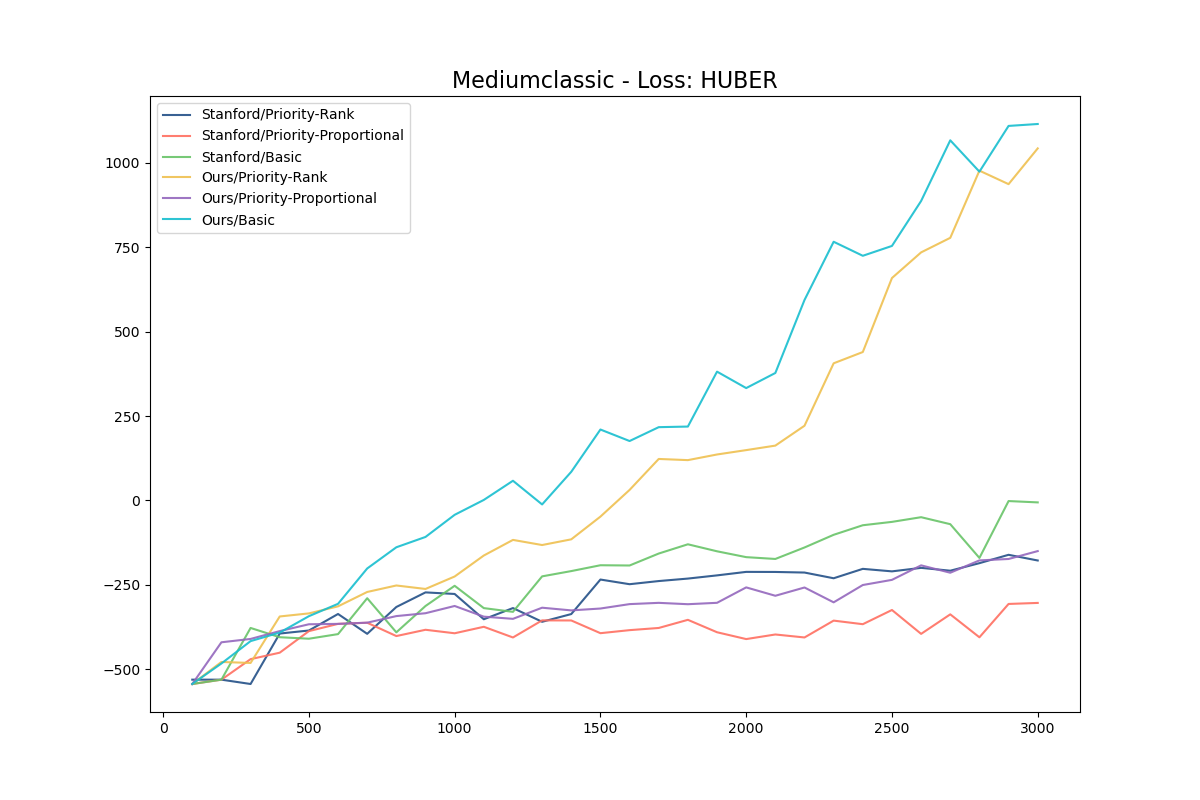 Mediumclassic - Loss: HUBER
Stanford/Priority-Rank
Stanford/Priority-Proportional
Stanford/Basic
Ours/Priority-Rank
Ours/Priority-Proportional
Ours/Basic
1000
750
500
250
0
−250
−500
0 500 1000 1500 2000 2500 3000